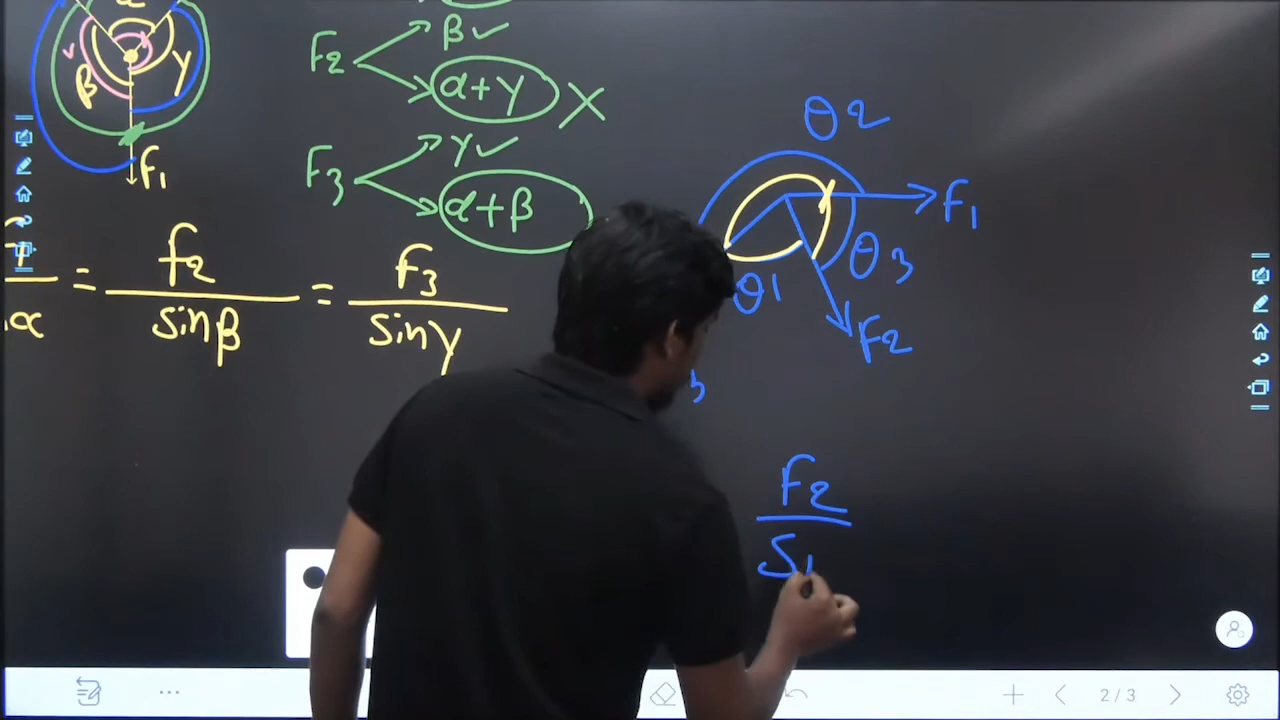 α
β
γ
F₁
F₂
β ✓
α+γ X
F₃
γ ✓
α+β
= f₂ / sinβ = f₃ / sinγ
θ2
F₁
θ3
θ1
F₂
F₂
2 / 3